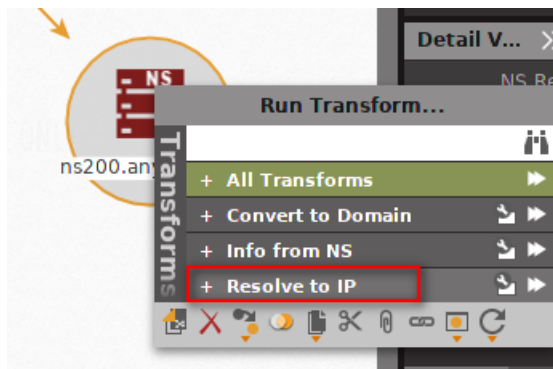 Detail V...
NS
NS Re
Run Transform...
Transforms
ns200.any
+ All Transforms
+ Convert to Domain
+ Info from NS
+ Resolve to IP